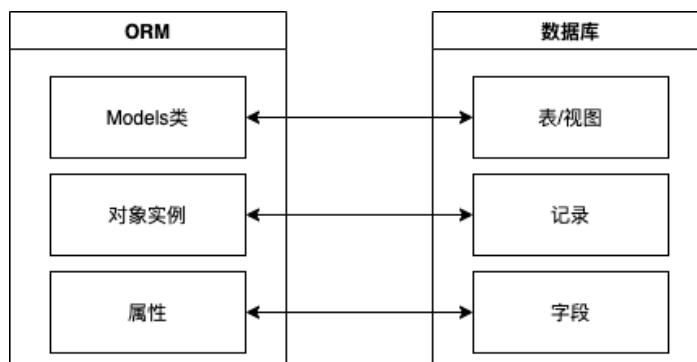 ORM
数据库
Models类
表/视图
对象实例
记录
属性
字段